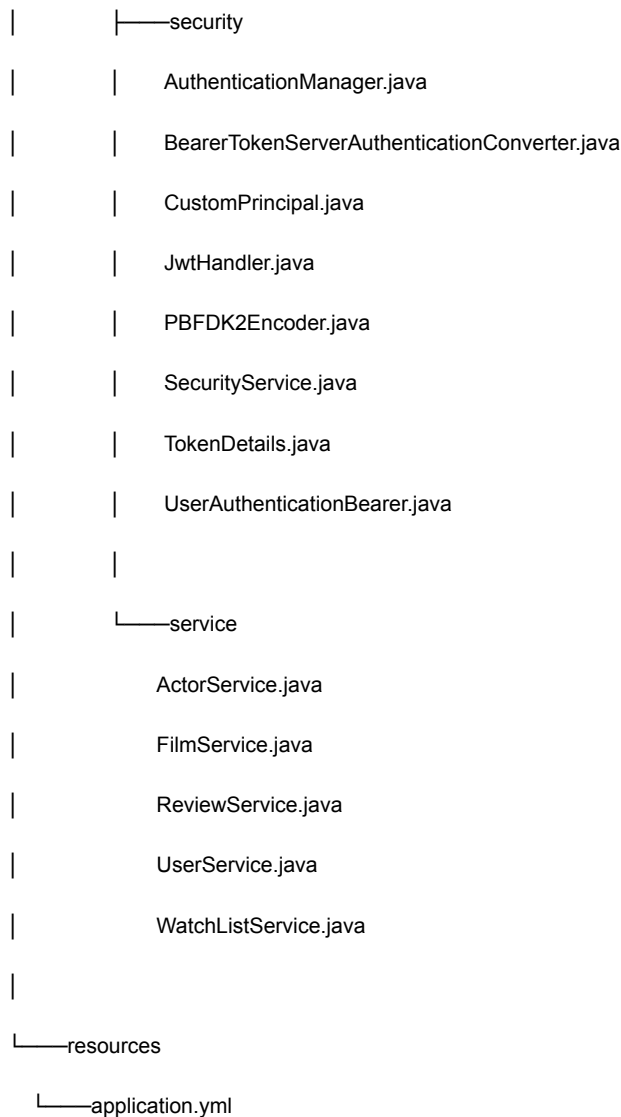 │ ├───security
│ │ AuthenticationManager.java
│ │ BearerTokenServerAuthenticationConverter.java
│ │ CustomPrincipal.java
│ │ JwtHandler.java
│ │ PBFDK2Encoder.java
│ │ SecurityService.java
│ │ TokenDetails.java
│ │ UserAuthenticationBearer.java
│ │
│ └───service
│ ActorService.java
│ FilmService.java
│ ReviewService.java
│ UserService.java
│ WatchListService.java
│
└───resources
└───application.yml